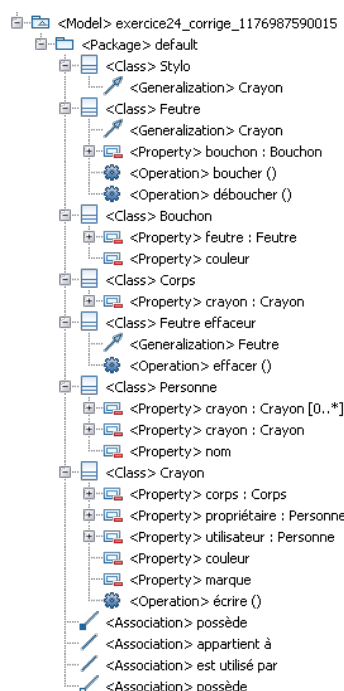 <Model> exercice24_corrige_1176987590015
<Package> default
<Class> Stylo
<Generalization> Crayon
<Class> Feutre
<Generalization> Crayon
<Property> bouchon : Bouchon
<Operation> boucher ()
<Operation> déboucher ()
<Class> Bouchon
<Property> feutre : Feutre
<Property> couleur
<Class> Corps
<Property> crayon : Crayon
<Class> Feutre effaceur
<Generalization> Feutre
<Operation> effacer ()
<Class> Personne
<Property> crayon : Crayon [0..*]
<Property> crayon : Crayon
<Property> nom
<Class> Crayon
<Property> corps : Corps
<Property> propriétaire : Personne
<Property> utilisateur : Personne
<Property> couleur
<Property> marque
<Operation> écrire ()
<Association> possède
<Association> appartient à
<Association> est utilisé par
<Association> possède